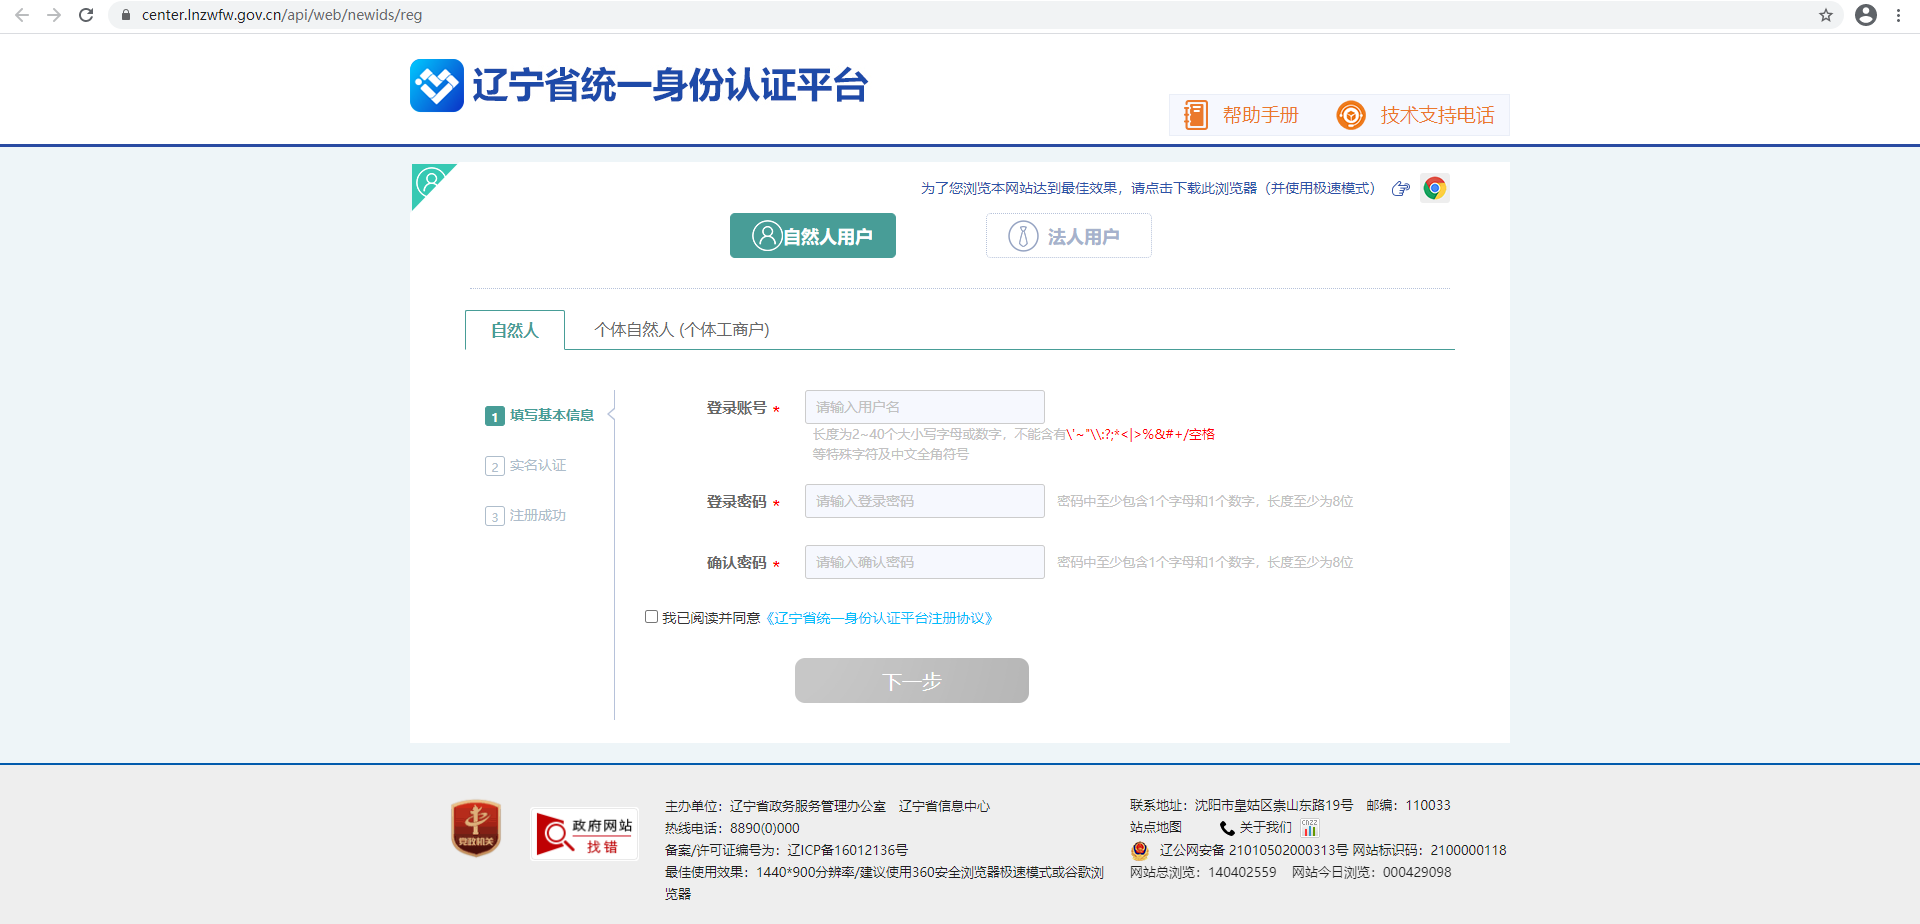 center.lnzwfw.gov.cn/api/web/newids/reg
辽宁省统一身份认证平台
帮助手册 技术支持电话
为了您浏览本网站达到最佳效果，请点击下载此浏览器（并使用极速模式）
自然人用户 法人用户
自然人 个体自然人 (个体工商户)
1 填写基本信息
2 实名认证
3 注册成功
登录账号 * 请输入用户名
长度为2~40个大小写字母或数字，不能含有\'~"\\:?;*<|>%&#+/空格
等特殊字符及中文全角符号
登录密码 * 请输入登录密码 密码中至少包含1个字母和1个数字，长度至少为8位
确认密码 * 请输入确认密码 密码中至少包含1个字母和1个数字，长度至少为8位
我已阅读并同意《辽宁省统一身份认证平台注册协议》
下一步
党政机关
政府网站
找错
主办单位：辽宁省政务服务管理办公室 辽宁省信息中心
热线电话：8890(0)000
备案/许可证编号为：辽ICP备16012136号
最佳使用效果：1440*900分辨率/建议使用360安全浏览器极速模式或谷歌浏
览器
联系地址：沈阳市皇姑区崇山东路19号 邮编：110033
站点地图 关于我们 CNZZ
辽公网安备 21010502000313号 网站标识码：2100000118
网站总浏览：140402559 网站今日浏览：000429098